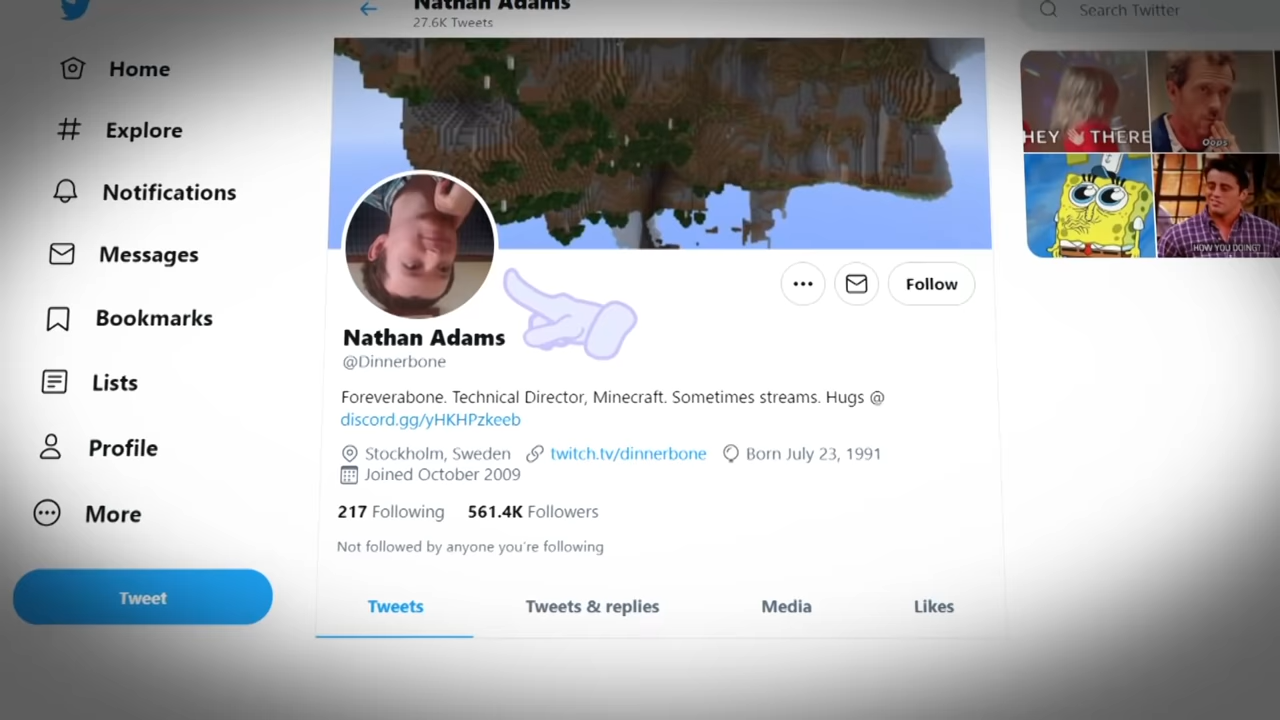 Nathan Adams
27.6K Tweets
Search Twitter
Home
Explore
Notifications
Messages
Bookmarks
Lists
Profile
More
Tweet
HEY 👋 THERE
Oops
HOW YOU DOING?
Follow
Nathan Adams
@Dinnerbone
Foreverabone. Technical Director, Minecraft. Sometimes streams. Hugs @
discord.gg/yHKHPzkeeb
Stockholm, Sweden twitch.tv/dinnerbone Born July 23, 1991
Joined October 2009
217 Following 561.4K Followers
Not followed by anyone you're following
Tweets Tweets & replies Media Likes